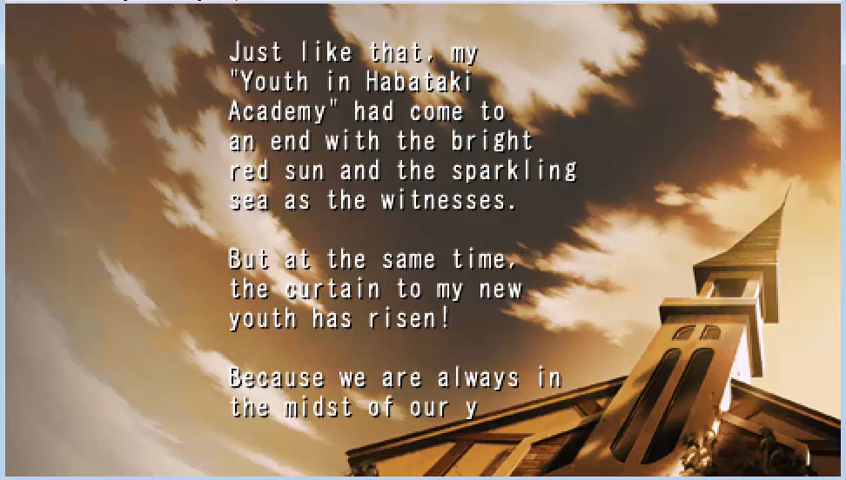 Just like that, my
"Youth in Habataki
Academy" had come to
an end with the bright
red sun and the sparkling
sea as the witnesses.
But at the same time,
the curtain to my new
youth has risen!
Because we are always in
the midst of our y